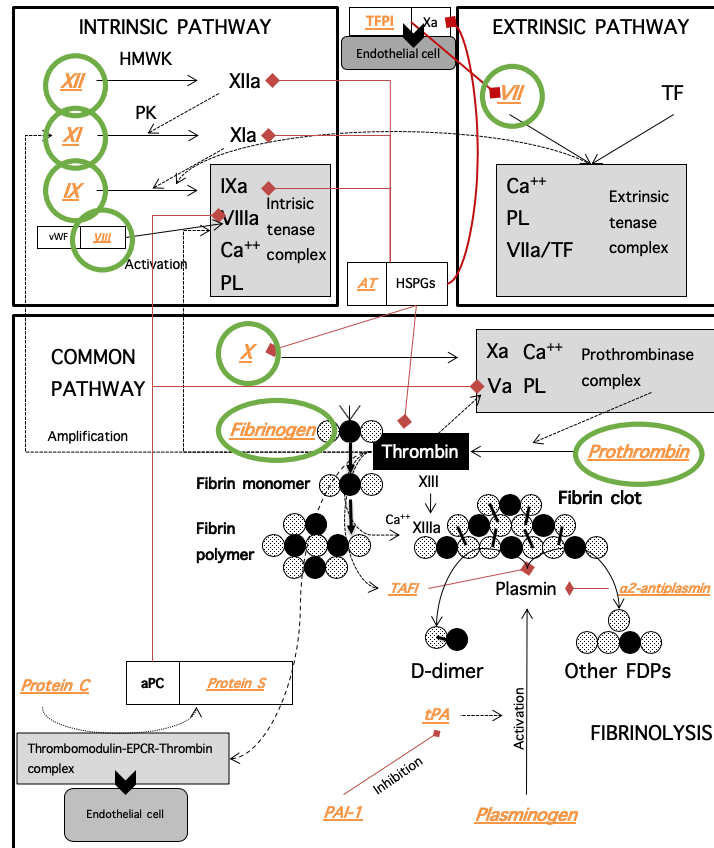 INTRINSIC PATHWAY
TFPI
Xa
Endothelial cell
EXTRINSIC PATHWAY
HMWK
XII
XIIa
VII
TF
PK
XI
XIa
IX
IXa
VIIIa
Ca++
PL
Intrisic
tenase
complex
vWF
VIII
Activation
Ca++
PL
VIIa/TF
Extrinsic
tenase
complex
AT
HSPGs
COMMON
PATHWAY
X
Xa Ca++
Va PL
Prothrombinase
complex
Amplification
Fibrinogen
Thrombin
Prothrombin
Fibrin monomer
XIII
Fibrin clot
Fibrin
polymer
Ca++
XIIIa
TAFI
Plasmin
α2-antiplasmin
D-dimer
Other FDPs
Protein C
aPC
Protein S
tPA
Activation
FIBRINOLYSIS
Thrombomodulin-EPCR-Thrombin
complex
Inhibition
Endothelial cell
PAI-1
Plasminogen